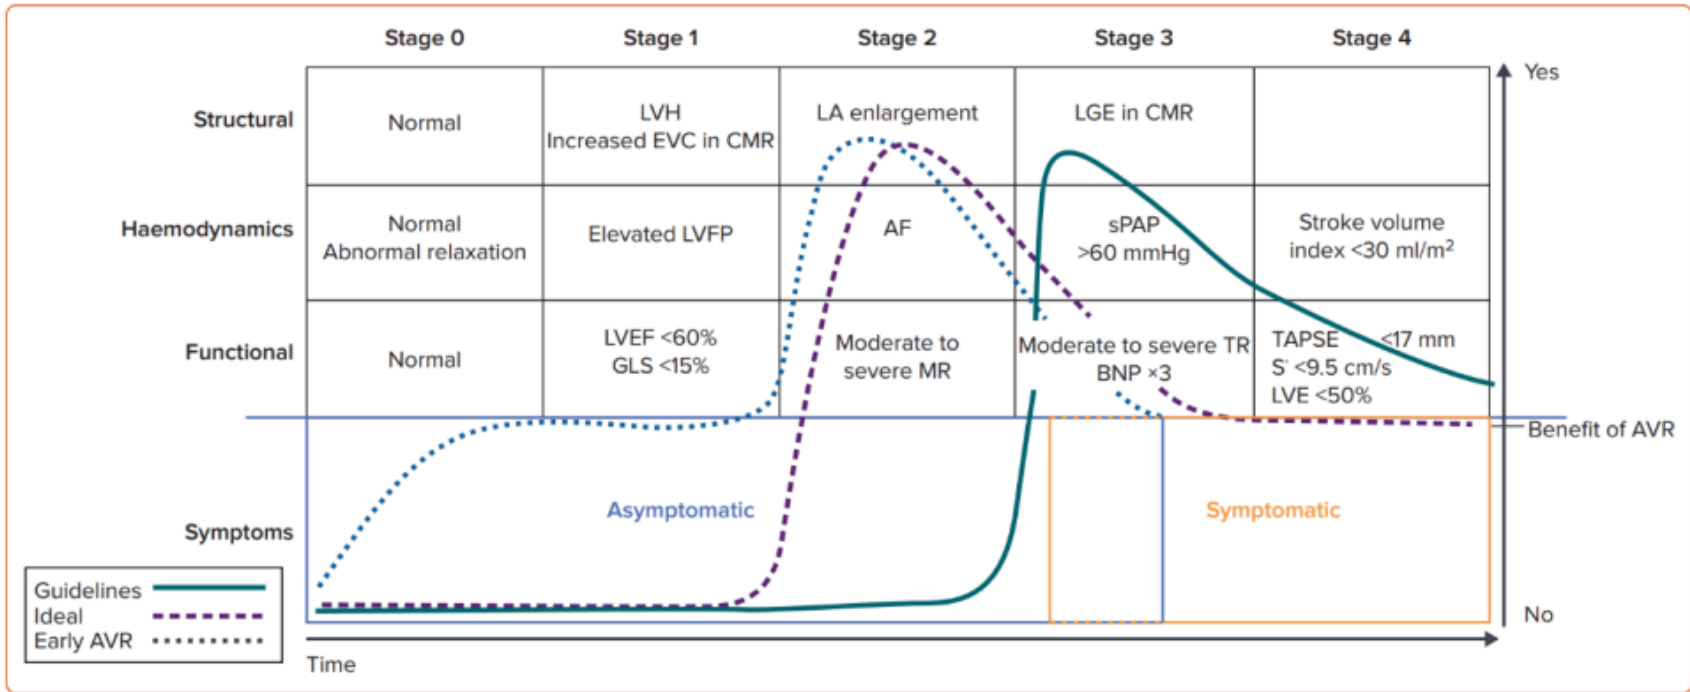 Stage 0 Stage 1 Stage 2 Stage 3 Stage 4
Yes
Structural
Normal
LVH
Increased EVC in CMR
LA enlargement
LGE in CMR
Haemodynamics
Normal
Abnormal relaxation
Elevated LVFP
AF
sPAP
>60 mmHg
Stroke volume
index <30 ml/m²
Functional
Normal
LVEF <60%
GLS <15%
Moderate to
severe MR
Moderate to severe TR
BNP ×3
TAPSE <17 mm
S' <9.5 cm/s
LVE <50%
Benefit of AVR
Symptoms
Asymptomatic
Symptomatic
Guidelines
Ideal
Early AVR
No
Time